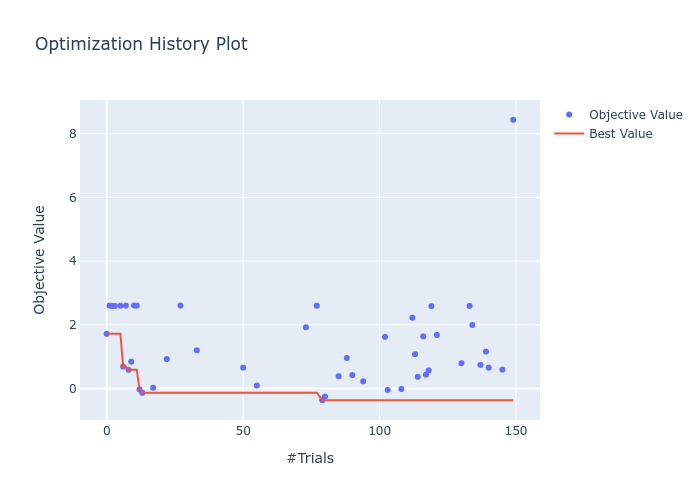 Optimization History Plot
Objective Value
Best Value
8
6
4
2
0
Objective Value
0
50
100
150
#Trials